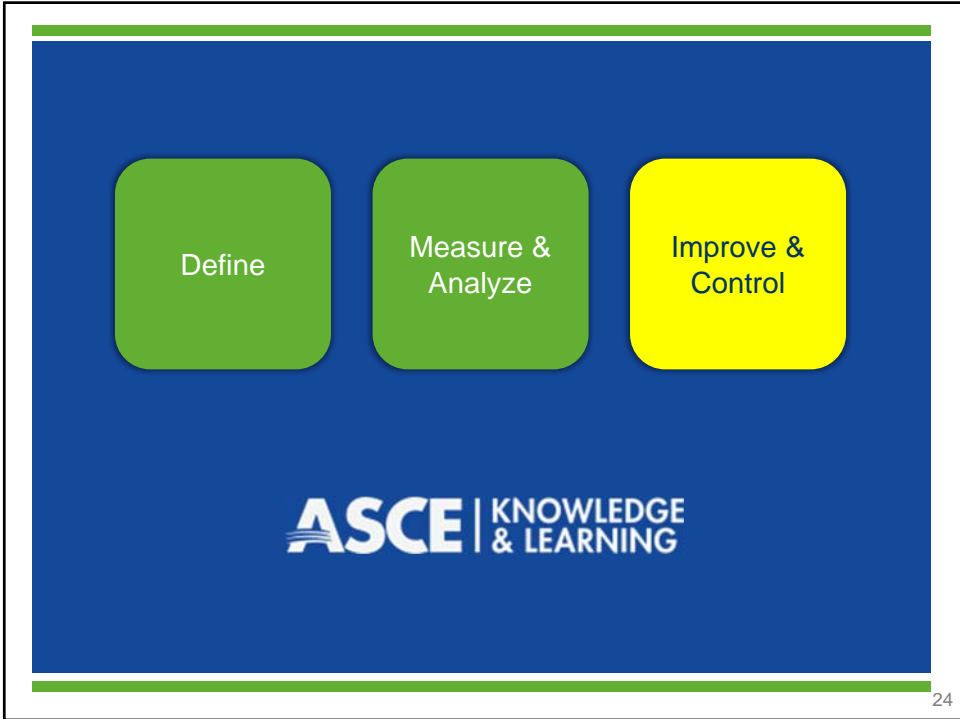 Define
Measure &
Analyze
Improve &
Control
ASCE | KNOWLEDGE
& LEARNING
24